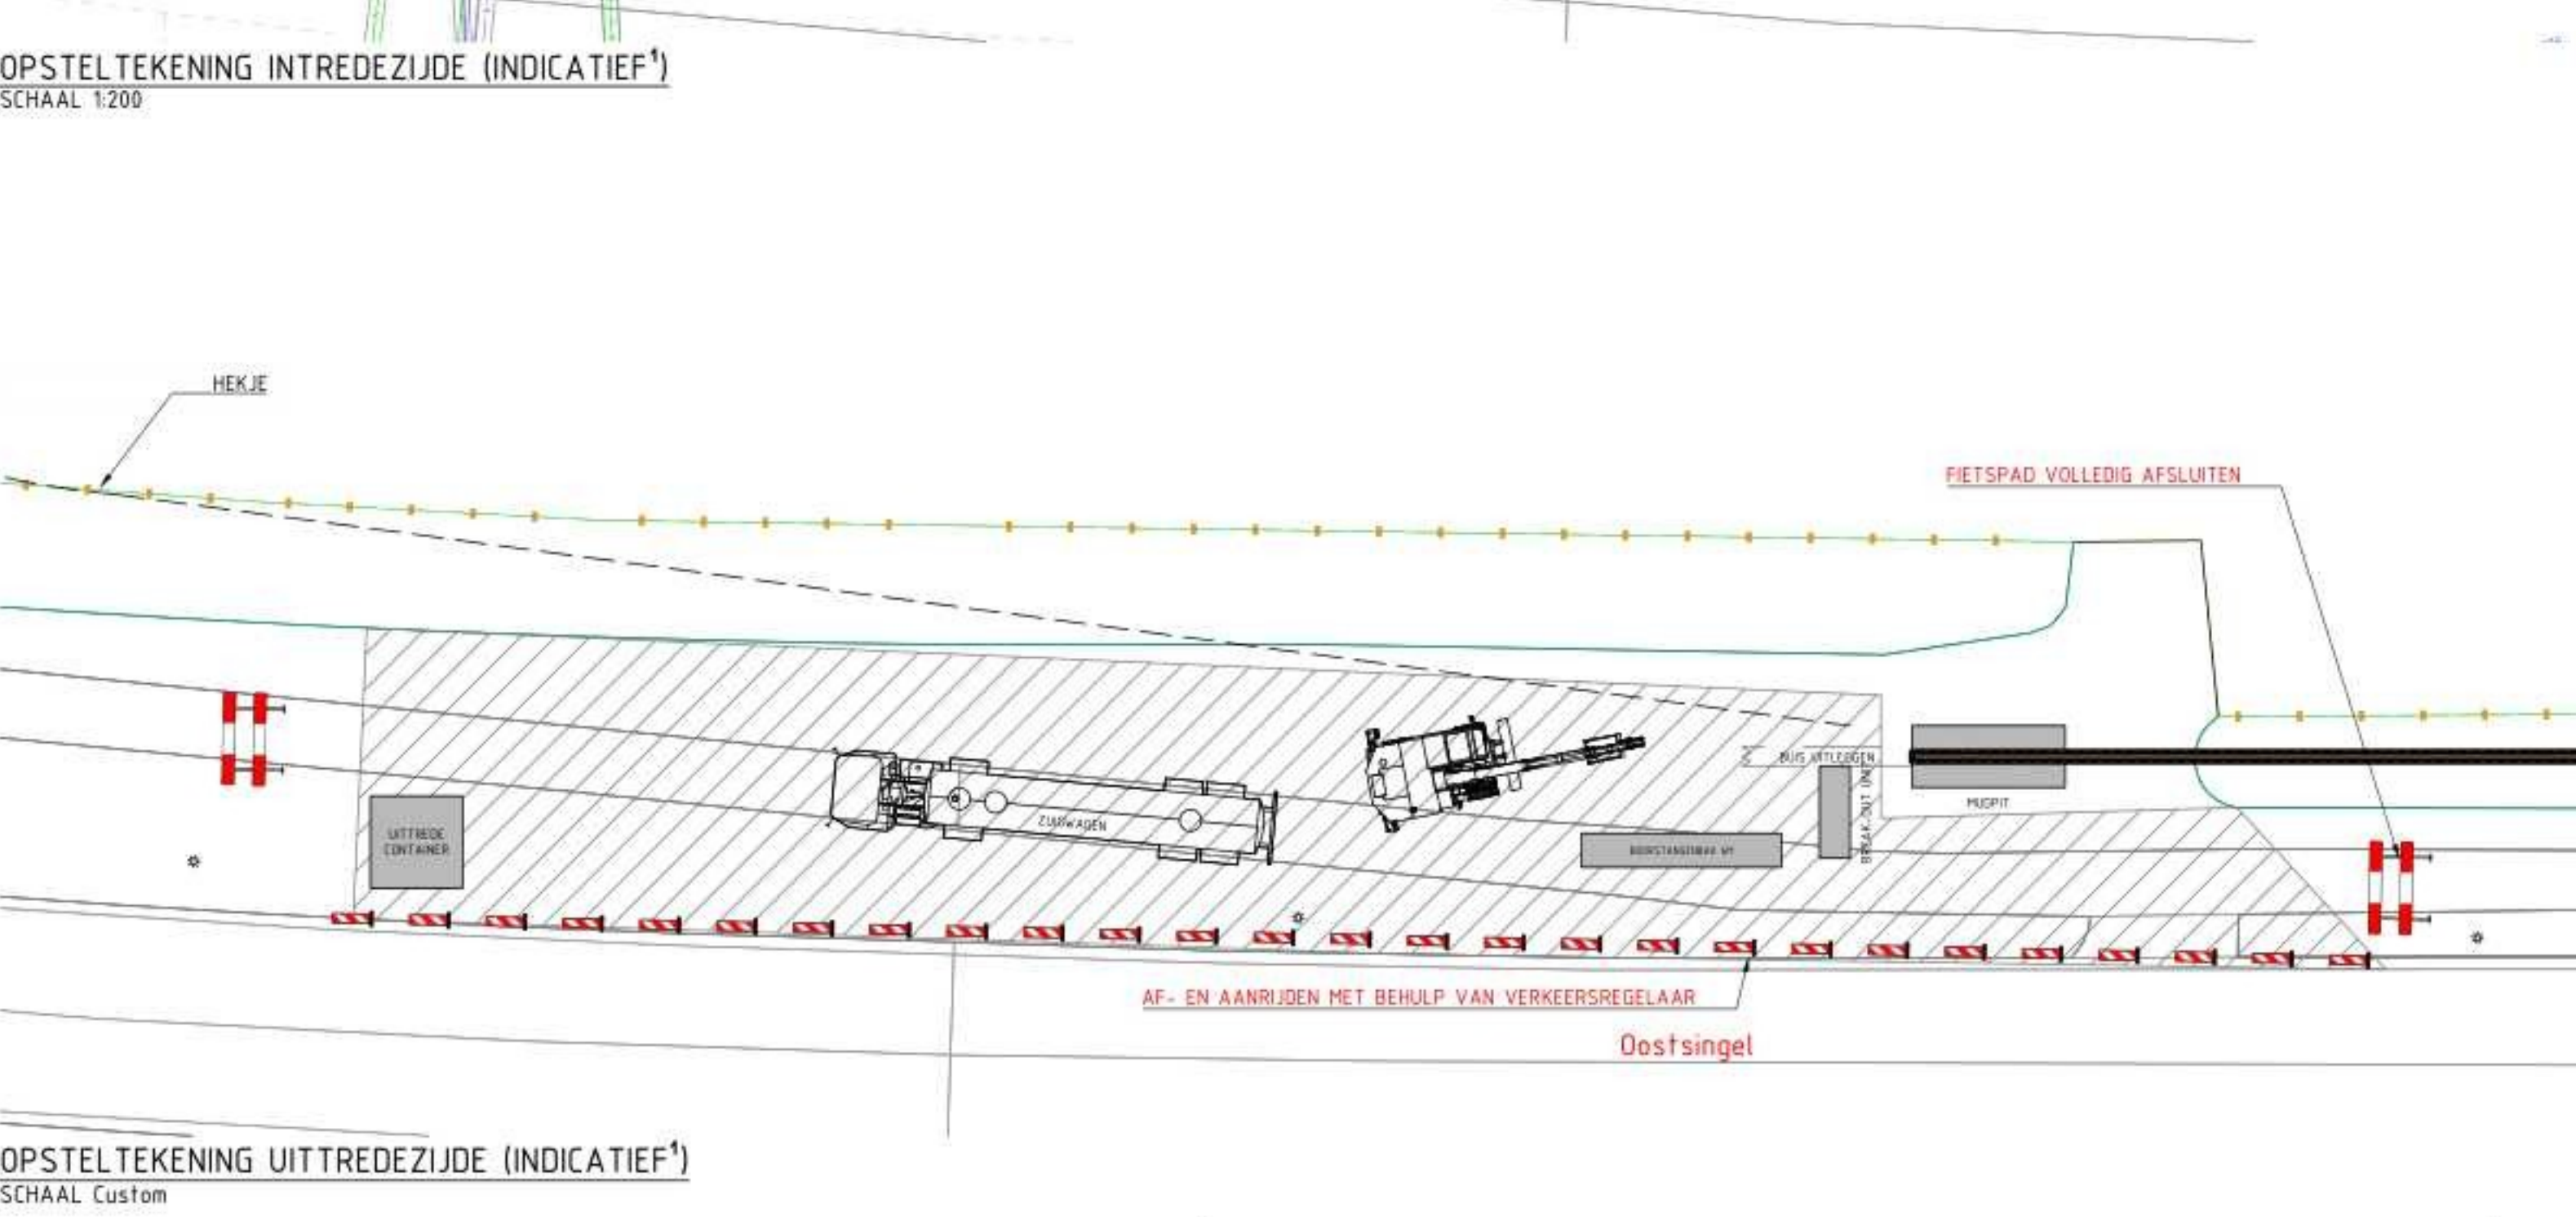 OPSTELTEKENING INTREDEZIJDE (INDICATIEF¹)
SCHAAL 1:200
HEKJE
FIETSPAD VOLLEDIG AFSLUITEN
BUIS UITLEGGEN
BREAK-OUT UNIT
MUDPIT
UITTREDE
CONTAINER
ZUIGWAGEN
BOORSTANGENBAK
AF- EN AANRIJDEN MET BEHULP VAN VERKEERSREGELAAR
Oostsingel
OPSTELTEKENING UITTREDEZIJDE (INDICATIEF¹)
SCHAAL Custom